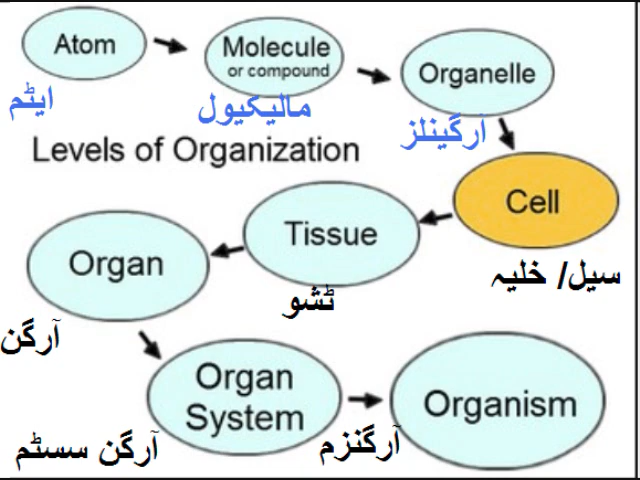 Atom
Molecule
or compound
Organelle
ایٹم
مالیکیول
آرگینلز
Levels of Organization
Cell
Tissue
Organ
سیل/ خلیہ
ٹشو
آرگن
Organ
System
Organism
آرگن سسٹم
آرگنزم